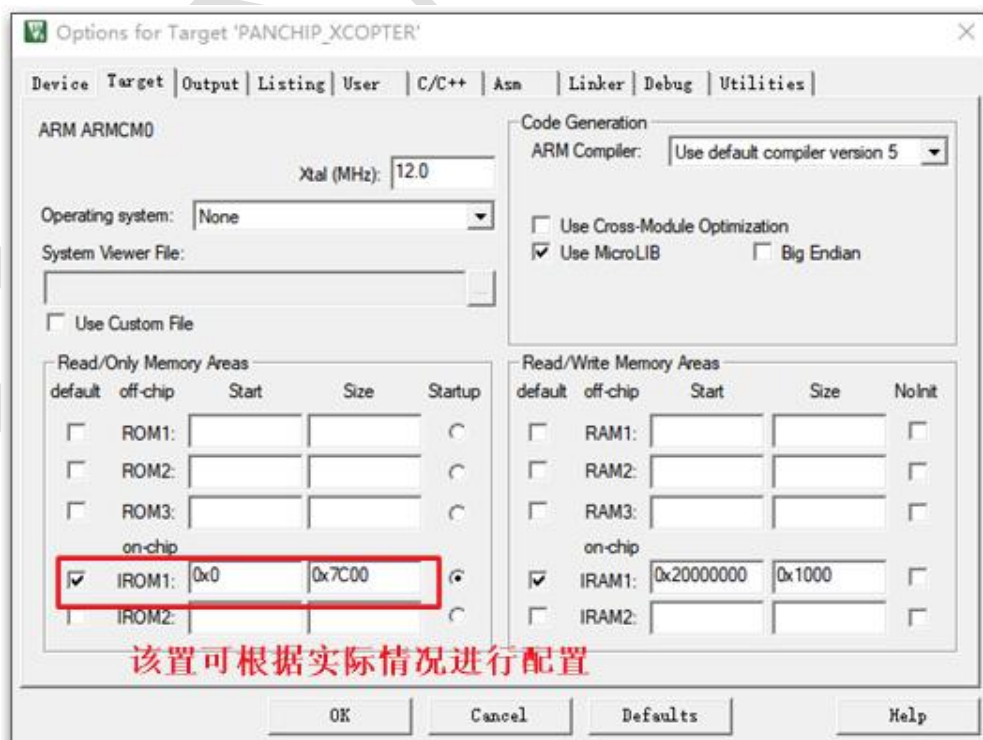 Options for Target 'PANCHIP_XCOPTER'
Device Target Output Listing User C/C++ Asm Linker Debug Utilities
ARM ARMCM0
Xtal (MHz): 12.0
Operating system: None
System Viewer File:
...
Use Custom File
Code Generation
ARM Compiler: Use default compiler version 5
Use Cross-Module Optimization
Use MicroLIB Big Endian
Read/Only Memory Areas
default off-chip Start Size Startup
ROM1:
ROM2:
ROM3:
on-chip
IROM1: 0x0 0x7C00
IROM2:
Read/Write Memory Areas
default off-chip Start Size NoInit
RAM1:
RAM2:
RAM3:
on-chip
IRAM1: 0x20000000 0x1000
IRAM2:
该置可根据实际情况进行配置
OK Cancel Defaults Help